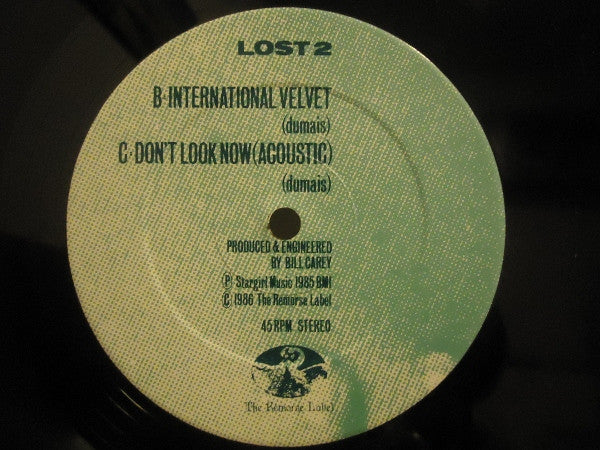 LOST 2
B·INTERNATIONAL VELVET
(dumais)
C·DON'T LOOK NOW (ACOUSTIC)
(dumais)
PRODUCED & ENGINEERED
BY BILL CAREY
Ⓟ Stargirl Music 1985 BMI
© 1986 The Remorse Label
45 RPM STEREO
The Remorse Label